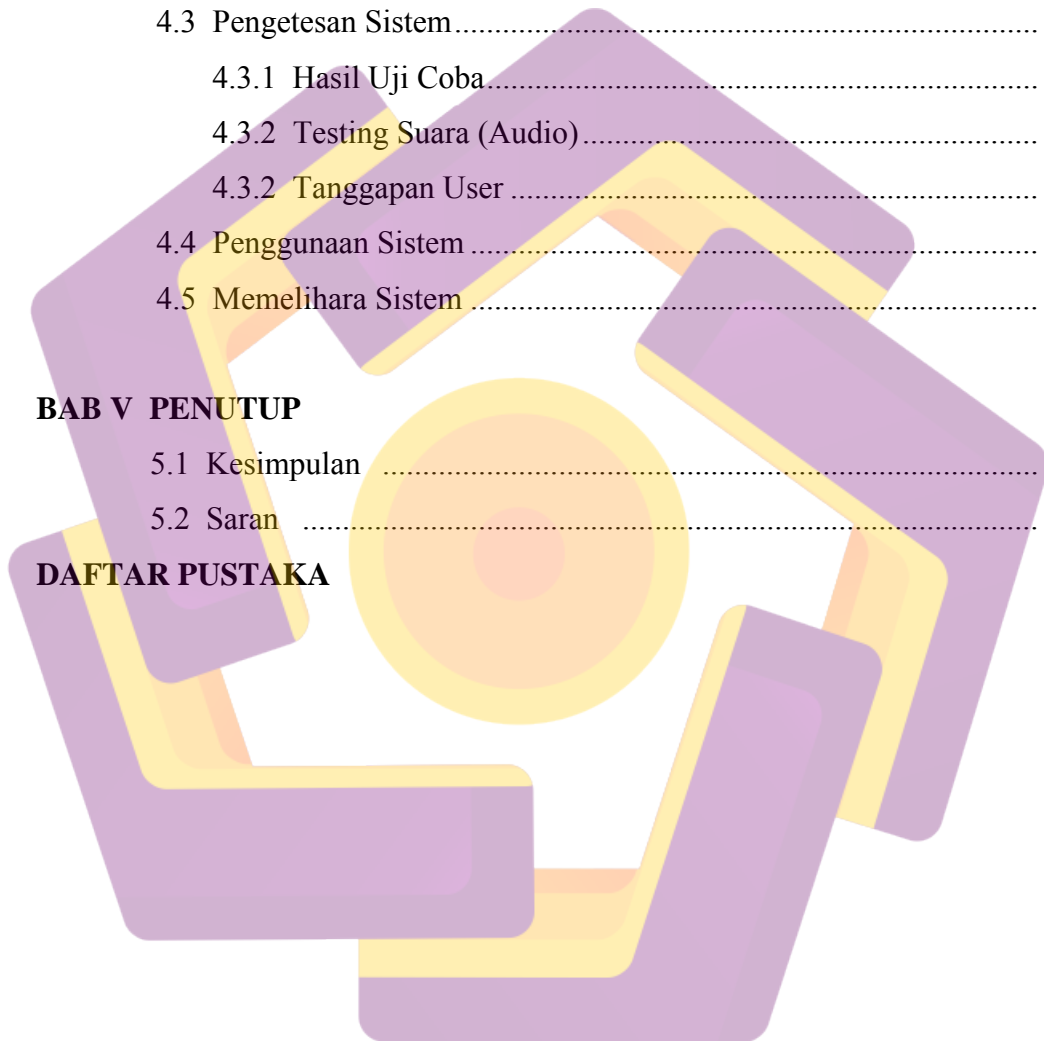 4.3 Pengetesan Sistem........................................................................
4.3.1 Hasil Uji Coba....................................................................
4.3.2 Testing Suara (Audio)........................................................
4.3.2 Tanggapan User .................................................................
4.4 Penggunaan Sistem ......................................................................
4.5 Memelihara Sistem ......................................................................
BAB V PENUTUP
5.1 Kesimpulan ................................................................................
5.2 Saran ..........................................................................................
DAFTAR PUSTAKA